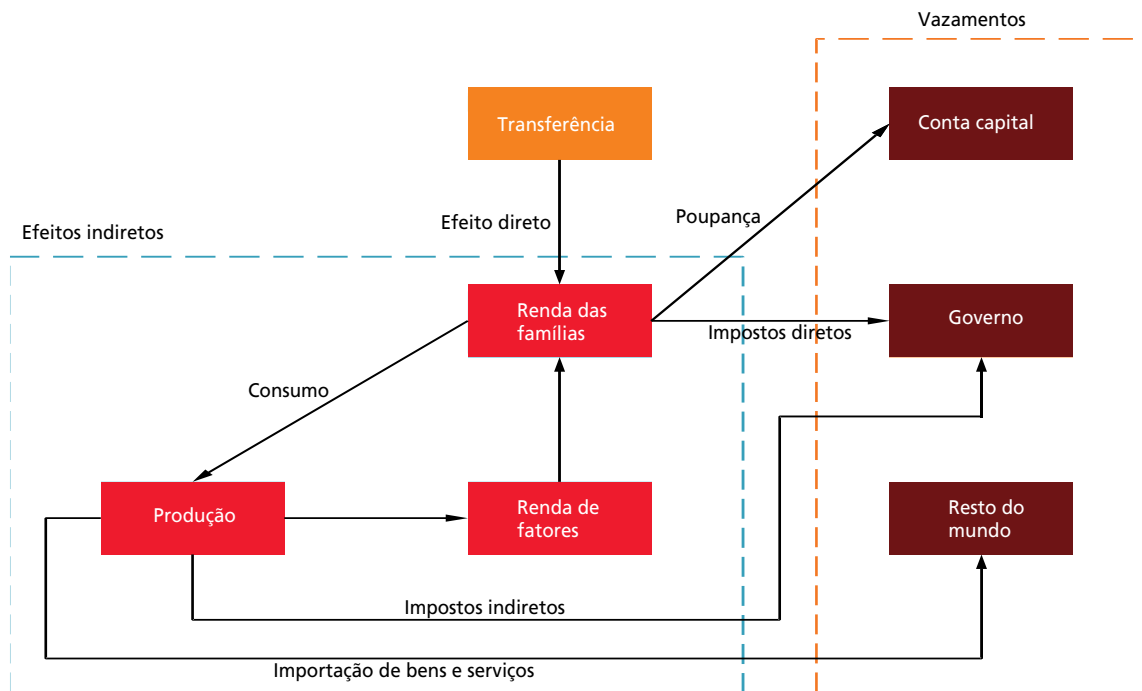 Vazamentos
Transferência
Conta capital
Efeito direto
Poupança
Efeitos indiretos
Renda das
famílias
Impostos diretos
Governo
Consumo
Produção
Renda de
fatores
Resto do
mundo
Impostos indiretos
Importação de bens e serviços